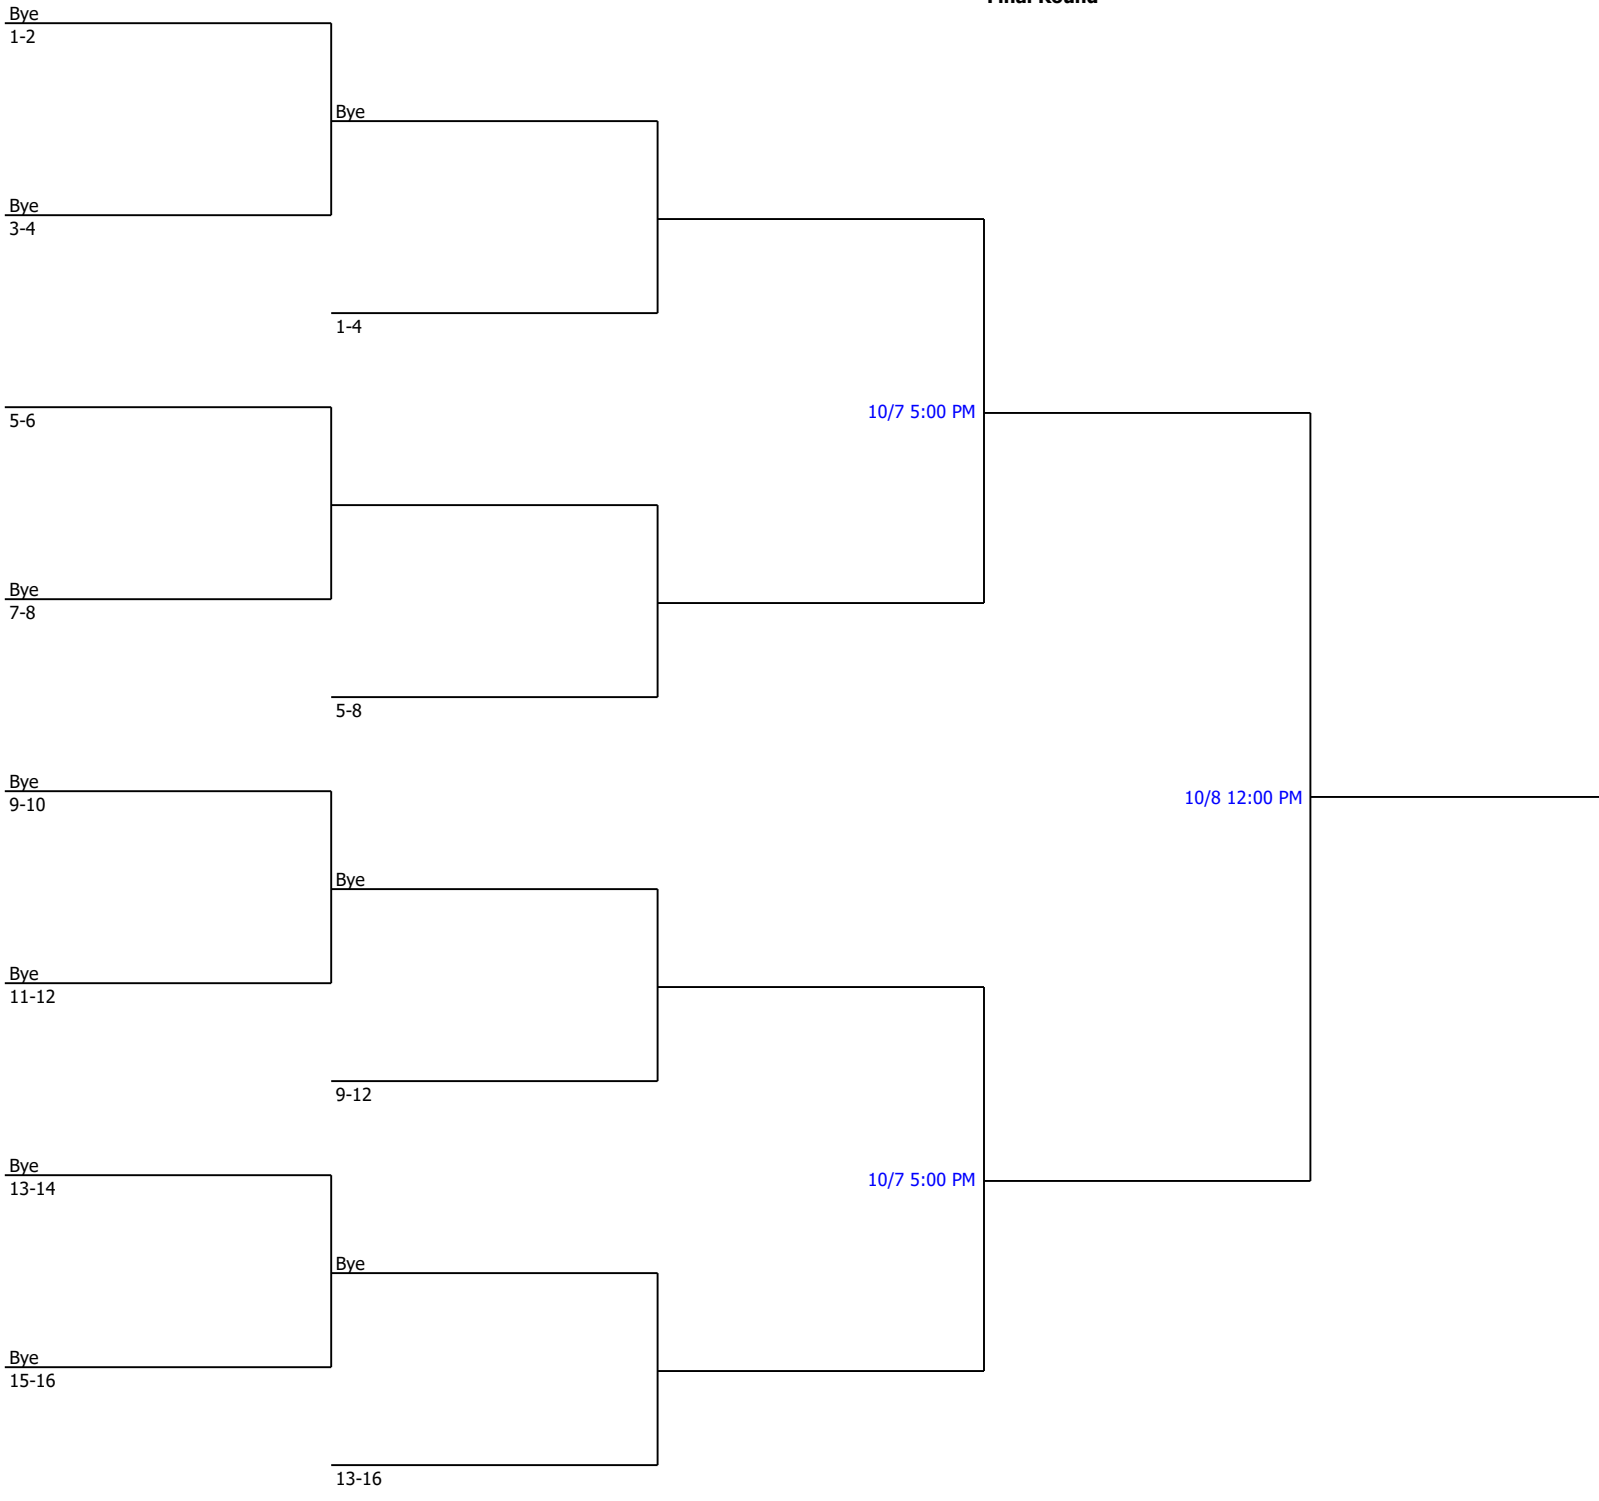 Final Round
Bye
1-2
Bye
Bye
3-4
1-4
5-6
10/7 5:00 PM
Bye
7-8
5-8
Bye
9-10
10/8 12:00 PM
Bye
Bye
11-12
9-12
Bye
13-14
10/7 5:00 PM
Bye
Bye
15-16
13-16